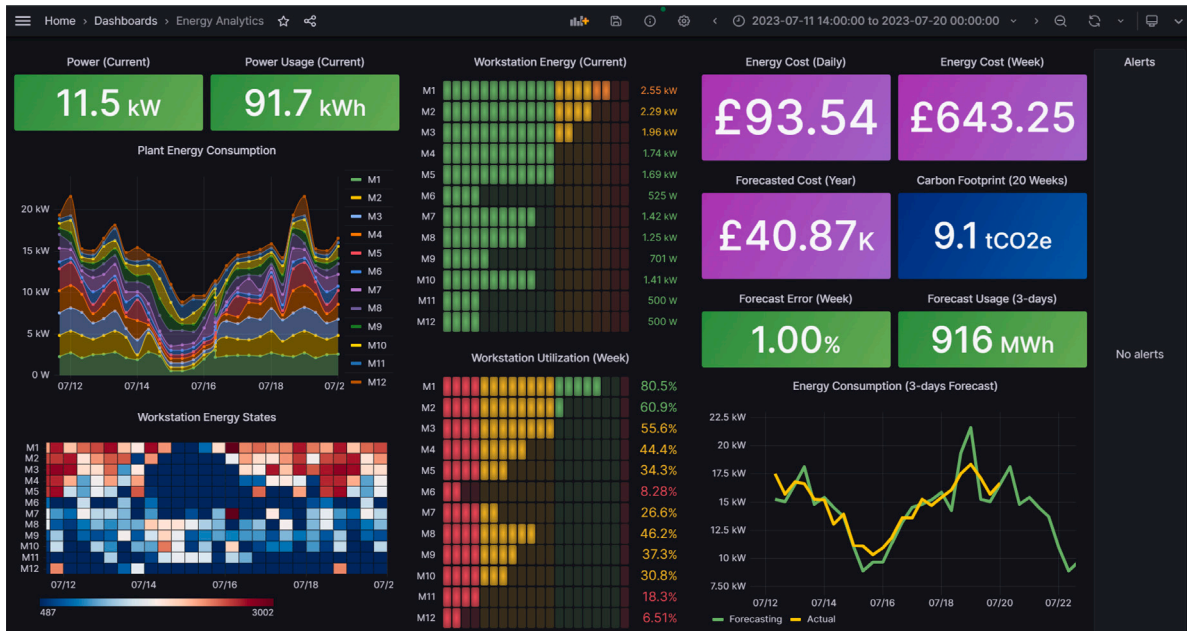 Home › Dashboards › Energy Analytics
2023-07-11 14:00:00 to 2023-07-20 00:00:00
Power (Current)
11.5 kW
Power Usage (Current)
91.7 kWh
Plant Energy Consumption
20 kW
15 kW
10 kW
5 kW
0 W
07/12 07/14 07/16 07/18 07/2
M1
M2
M3
M4
M5
M6
M7
M8
M9
M10
M11
M12
Workstation Energy States
M1
M2
M3
M4
M5
M6
M7
M8
M9
M10
M11
M12
07/12 07/14 07/16 07/18 07/2
487 3002
Workstation Energy (Current)
M1 2.55 kW
M2 2.29 kW
M3 1.96 kW
M4 1.74 kW
M5 1.69 kW
M6 525 W
M7 1.42 kW
M8 1.25 kW
M9 701 W
M10 1.41 kW
M11 500 W
M12 500 W
Workstation Utilization (Week)
M1 80.5%
M2 60.9%
M3 55.6%
M4 44.4%
M5 34.3%
M6 8.28%
M7 26.6%
M8 46.2%
M9 37.3%
M10 30.8%
M11 18.3%
M12 6.51%
Energy Cost (Daily)
£93.54
Energy Cost (Week)
£643.25
Forecasted Cost (Year)
£40.87K
Carbon Footprint (20 Weeks)
9.1 tCO2e
Forecast Error (Week)
1.00%
Forecast Usage (3-days)
916 MWh
Energy Consumption (3-days Forecast)
22.5 kW
20 kW
17.5 kW
15 kW
12.5 kW
10 kW
7.50 kW
07/12 07/14 07/16 07/18 07/20 07/22
Forecasting Actual
Alerts
No alerts